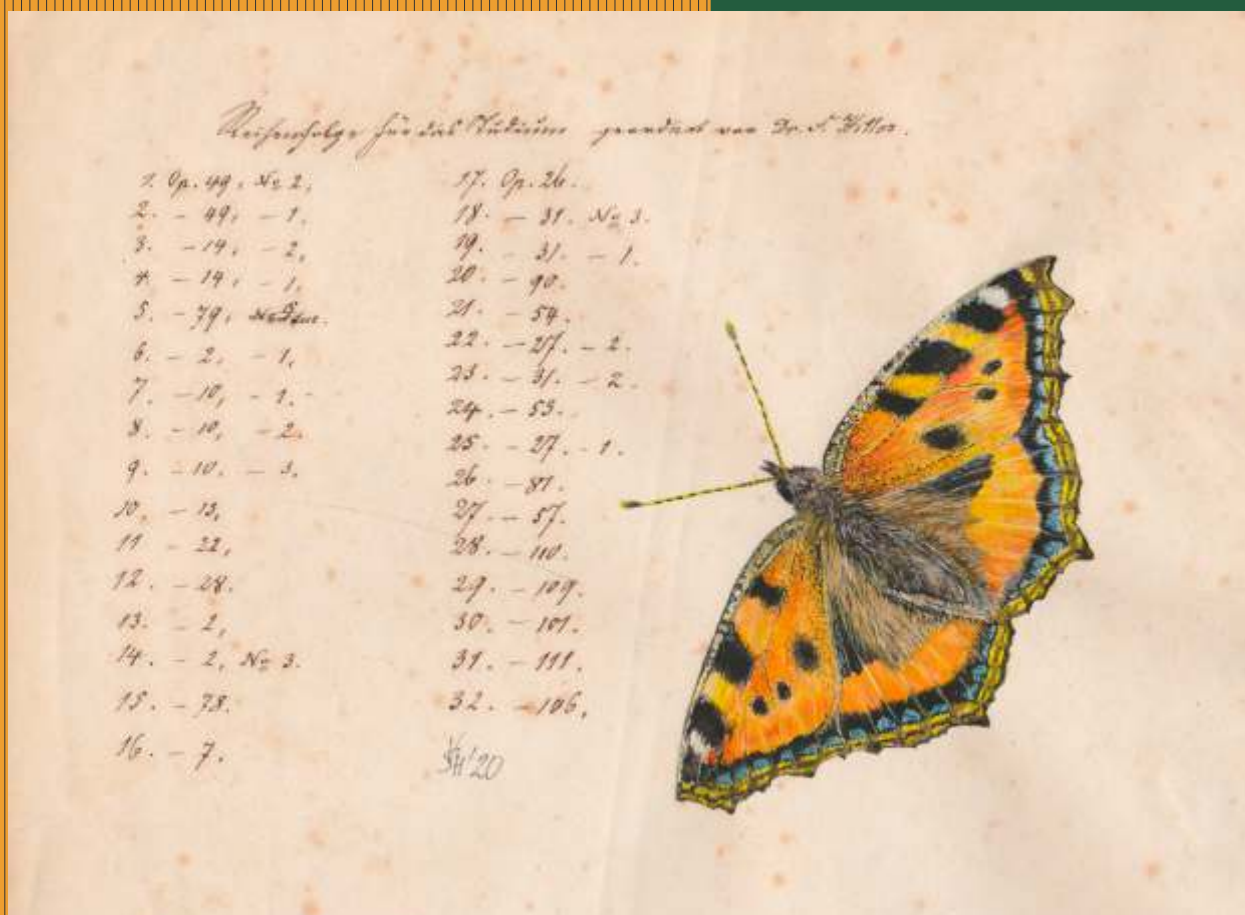 Reihenfolge für das Studium geordnet von Dr. F. Hiller.
1. Op. 49, No 2,
2. - 49, - 1.
3. - 14, - 2,
4. - 14, - 1,
5. - 79,
6. - 2, - 1,
7. - 10, - 1.
8. - 10, - 2.
9. - 10. - 3.
10. - 13,
11 - 22,
12. - 28.
13. - 2,
14. - 2, No 3.
15. - 78.
16. - 7.
17. Op. 26.
18. - 31. No 3.
19. - 31. - 1.
20. - 90.
21. - 54.
22. - 27. - 2.
23. - 31. - 2.
24. - 53.
25. - 27. - 1.
26. - 81.
27. - 57.
28. - 110.
29. - 109.
30. - 101.
31. - 111.
32. - 106,